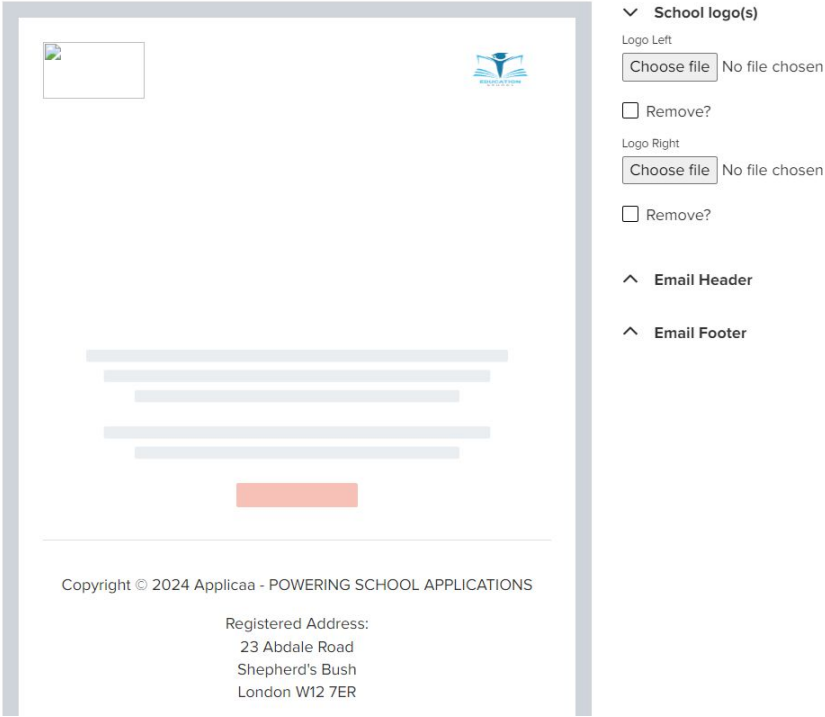 School logo(s)
Logo Left
Choose file No file chosen
Remove?
Logo Right
Choose file No file chosen
Remove?
Email Header
Email Footer
EDUCATION
Copyright © 2024 Applicaa - POWERING SCHOOL APPLICATIONS
Registered Address:
23 Abdale Road
Shepherd's Bush
London W12 7ER